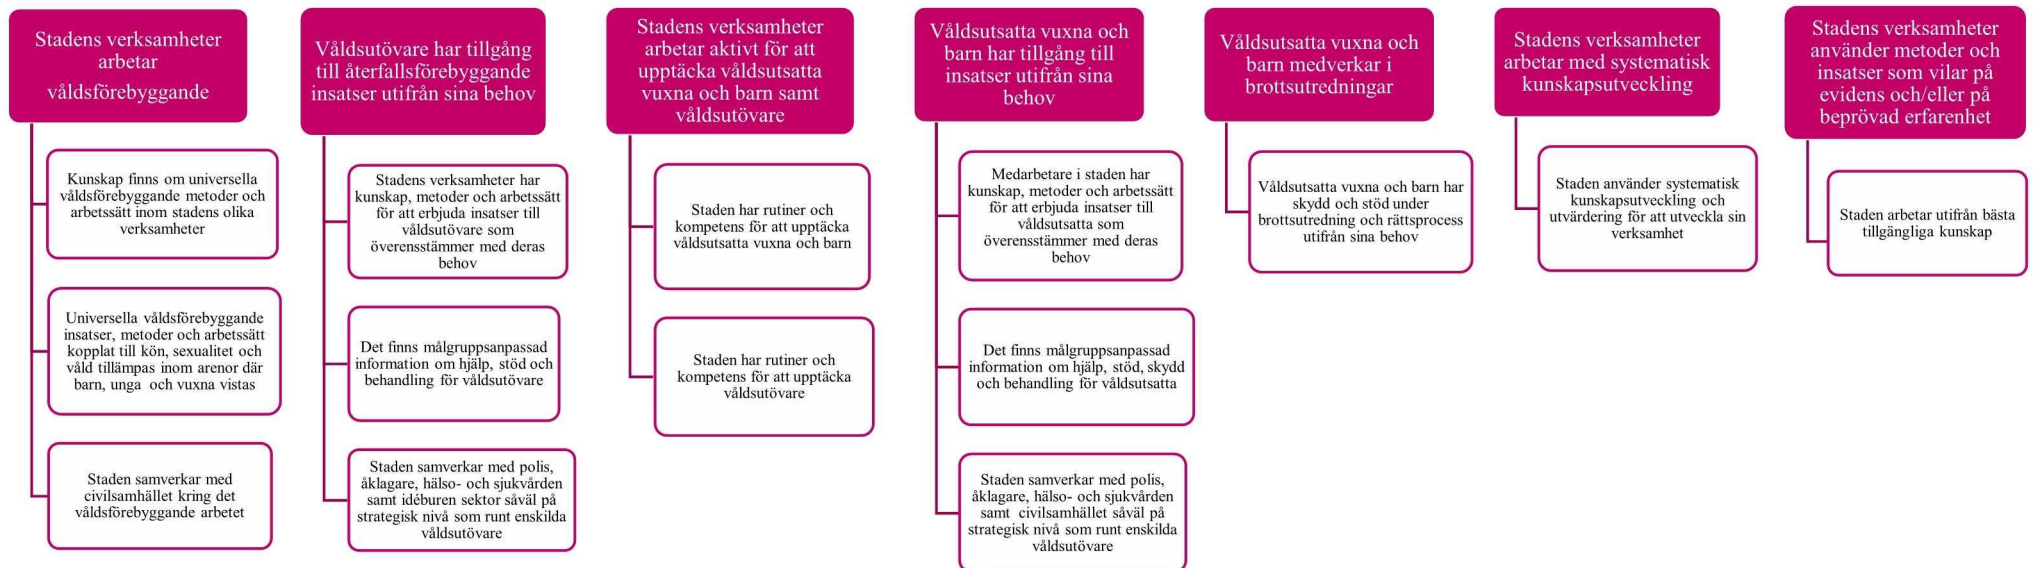 Stadens verksamheter
arbetar
våldsförebyggande
Kunskap finns om universella
våldsförebyggande metoder och
arbetssätt inom stadens olika
verksamheter
Universella våldsförebyggande
insatser, metoder och arbetssätt
kopplat till kön, sexualitet och
våld tillämpas inom arenor där
barn, unga och vuxna vistas
Staden samverkar med
civilsamhället kring det
våldsförebyggande arbetet
Våldsutövare har tillgång
till återfallsförebyggande
insatser utifrån sina behov
Stadens verksamheter har
kunskap, metoder och arbetssätt
för att erbjuda insatser till
våldsutövare som
överensstämmer med deras
behov
Det finns målgruppsanpassad
information om hjälp, stöd och
behandling för våldsutövare
Staden samverkar med polis,
åklagare, hälso- och sjukvården
samt idéburen sektor såväl på
strategisk nivå som runt enskilda
våldsutövare
Stadens verksamheter
arbetar aktivt för att
upptäcka våldsutsatta
vuxna och barn samt
våldsutövare
Staden har rutiner och
kompetens för att upptäcka
våldsutsatta vuxna och barn
Staden har rutiner och
kompetens för att upptäcka
våldsutövare
Våldsutsatta vuxna och
barn har tillgång till
insatser utifrån sina
behov
Medarbetare i staden har
kunskap, metoder och arbetssätt
för att erbjuda insatser till
våldsutsatta som
överensstämmer med deras
behov
Det finns målgruppsanpassad
information om hjälp, stöd, skydd
och behandling för våldsutsatta
Staden samverkar med polis,
åklagare, hälso- och sjukvården
samt civilsamhället såväl på
strategisk nivå som runt enskilda
våldsutövare
Våldsutsatta vuxna och
barn medverkar i
brottsutredningar
Våldsutsatta vuxna och barn har
skydd och stöd under
brottsutredning och rättsprocess
utifrån sina behov
Stadens verksamheter
arbetar med systematisk
kunskapsutveckling
Staden använder systematisk
kunskapsutveckling och
utvärdering för att utveckla sin
verksamhet
Stadens verksamheter
använder metoder och
insatser som vilar på
evidens och/eller på
beprövad erfarenhet
Staden arbetar utifrån bästa
tillgängliga kunskap